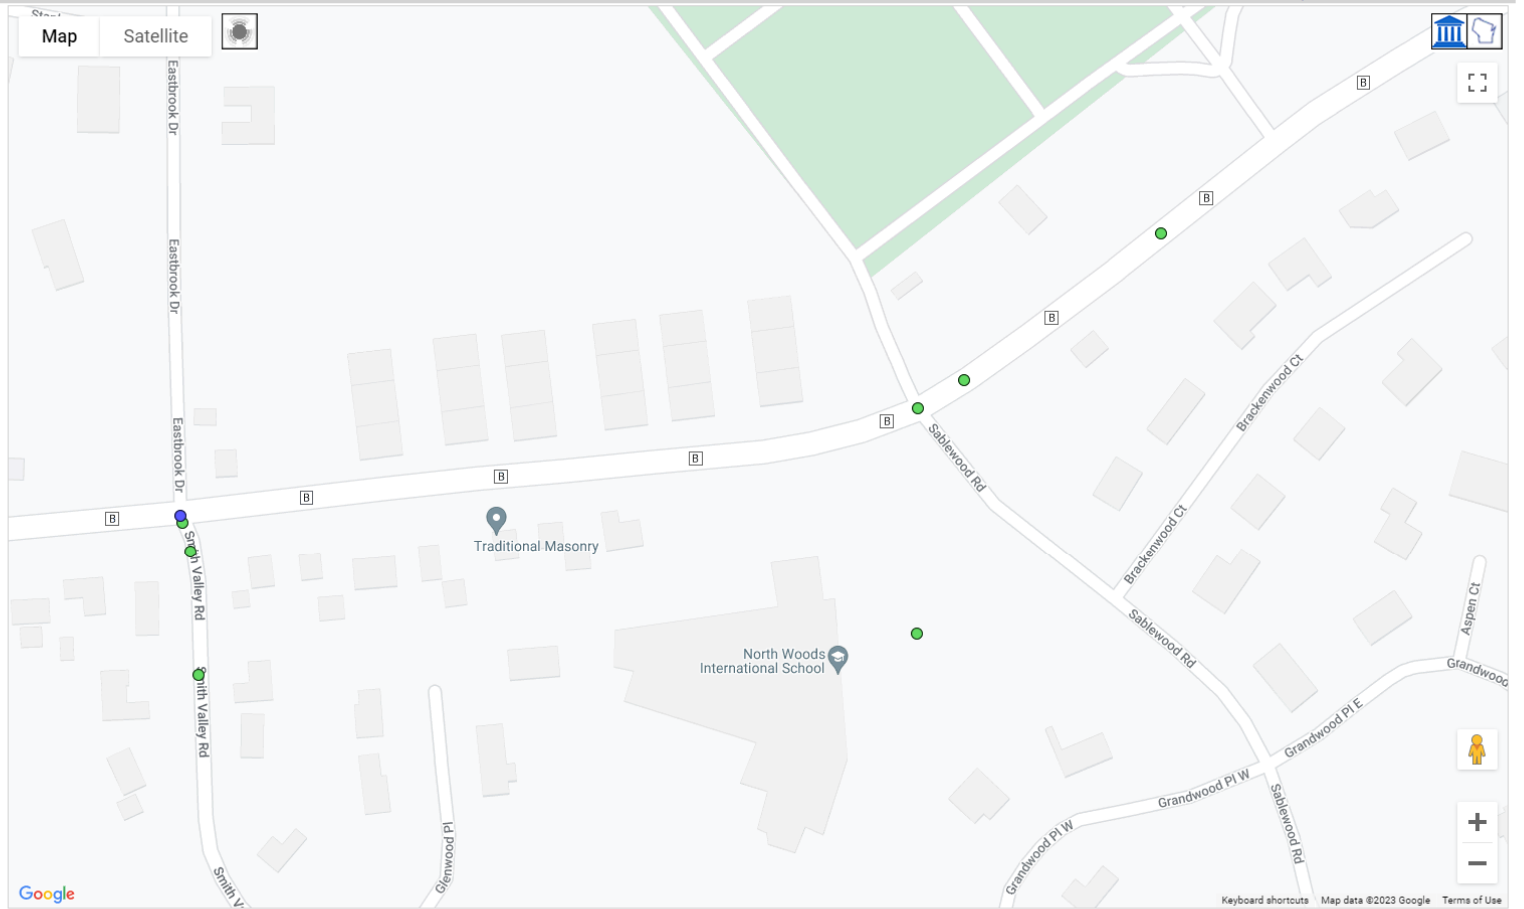 Map
Satellite
Eastbrook Dr
B
B
Eastbrook Dr
B
Brackenwood Ct
Eastbrook Dr
B
Sablewood Rd
B
B
B
B
Traditional Masonry
Brackenwood Ct
Smith Valley Rd
Aspen Ct
Sablewood Rd
North Woods
International School
Grandwood
Smith Valley Rd
Grandwood Pl E
Grandwood Pl W
Sablewood Rd
Glenwood Pl
Grandwood Pl W
Smith V
Google
Keyboard shortcuts
Map data ©2023 Google
Terms of Use